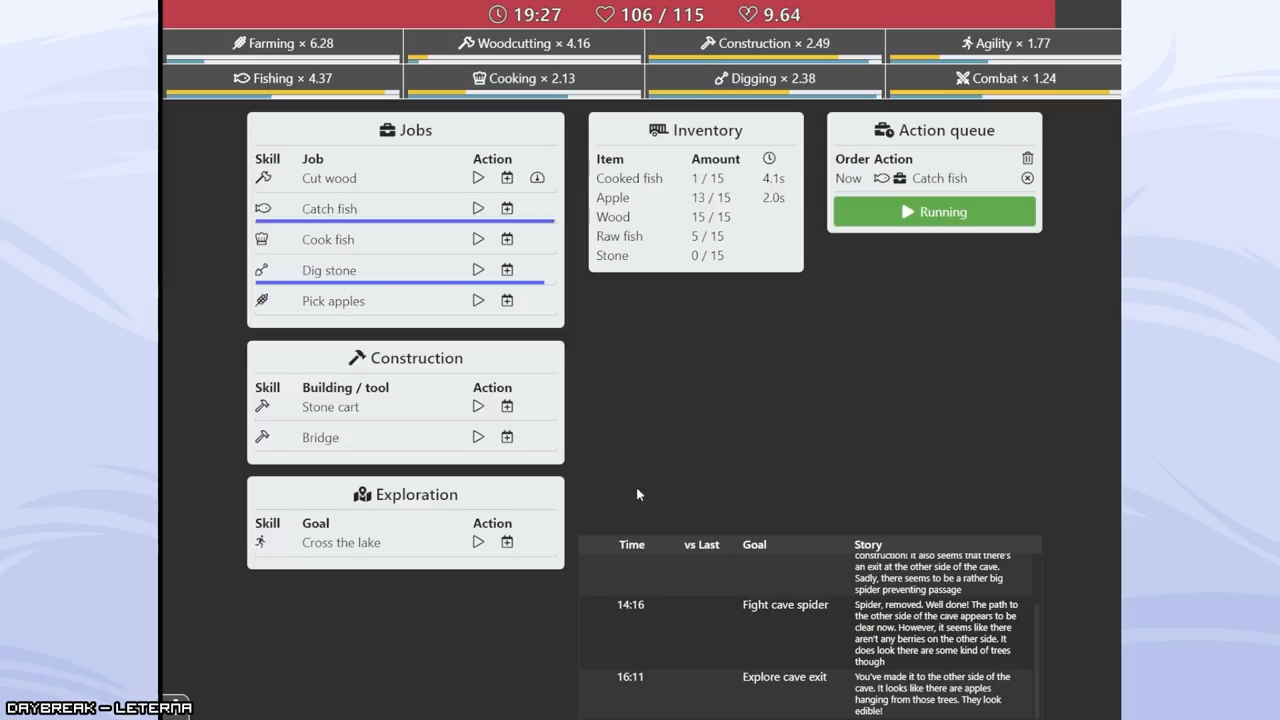 19:27 106 / 115 9.64
Farming × 6.28 Woodcutting × 4.16 Construction × 2.49 Agility × 1.77
Fishing × 4.37 Cooking × 2.13 Digging × 2.38 Combat × 1.24
Jobs
Skill Job Action
Cut wood
Catch fish
Cook fish
Dig stone
Pick apples
Construction
Skill Building / tool Action
Stone cart
Bridge
Exploration
Skill Goal Action
Cross the lake
Inventory
Item Amount
Cooked fish 1 / 15 4.1s
Apple 13 / 15 2.0s
Wood 15 / 15
Raw fish 5 / 15
Stone 0 / 15
Action queue
Order Action
Now Catch fish
Running
Time vs Last Goal Story
construction! It also seems that there's
an exit at the other side of the cave.
Sadly, there seems to be a rather big
spider preventing passage
14:16 Fight cave spider Spider, removed. Well done! The path to
the other side of the cave appears to be
clear now. However, it seems like there
aren't any berries on the other side. It
does look there are some kind of trees
though
16:11 Explore cave exit You've made it to the other side of the
cave. It looks like there are apples
hanging from those trees. They look
edible!
DAYBREAK – LETERNA